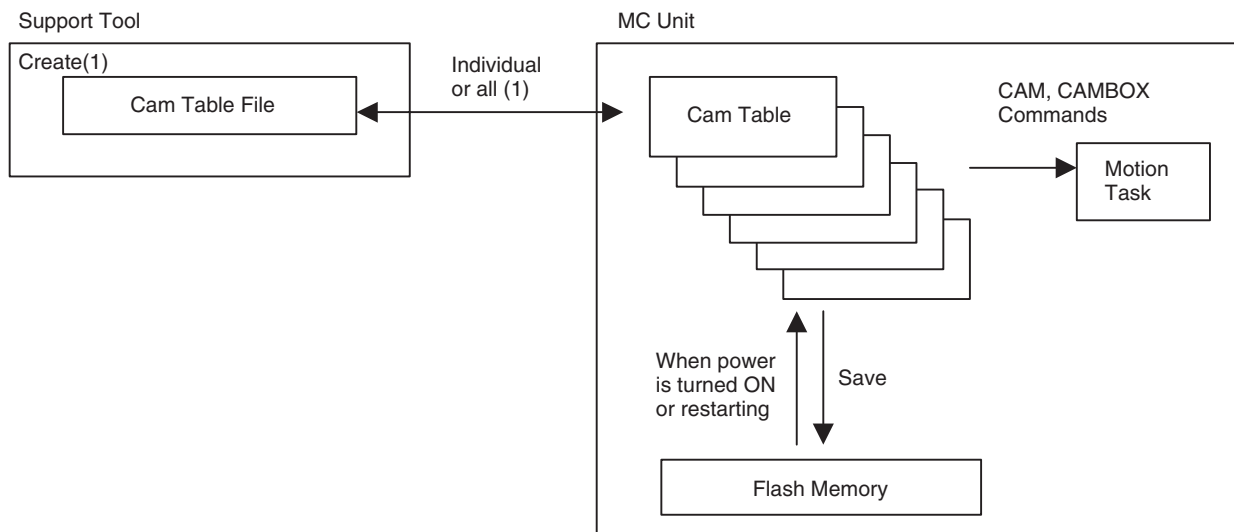 Support Tool
Create(1)
Cam Table File
Individual
or all (1)
MC Unit
Cam Table
CAM, CAMBOX
Commands
Motion
Task
When power
is turned ON
or restarting
Save
Flash Memory